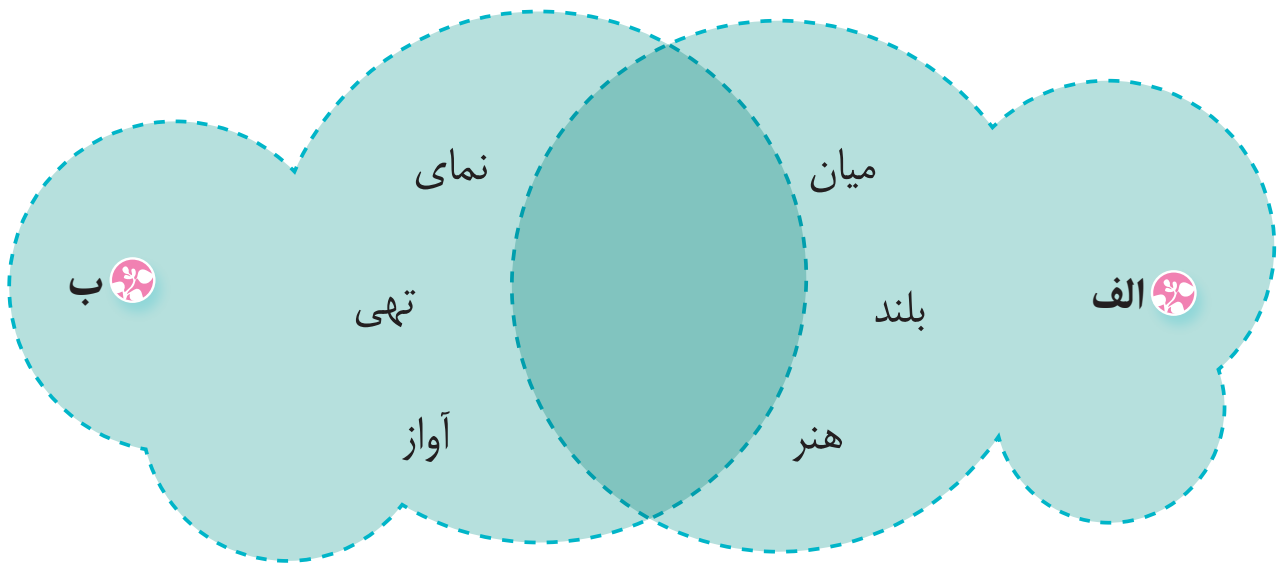 الف
میان
بلند
هنر
نمای
تهی
آواز
ب